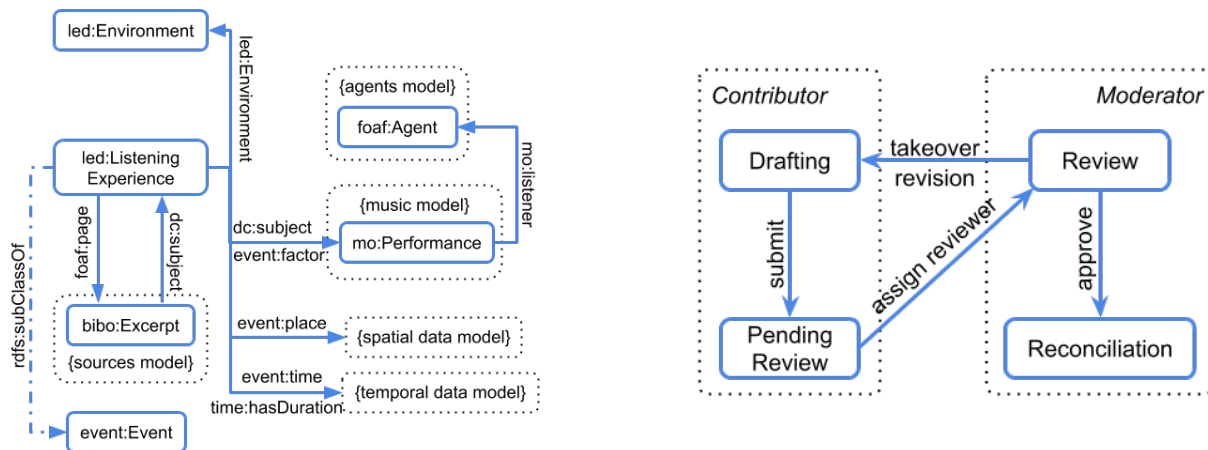 led:Environment
led:Environment
{agents model}
foaf:Agent
mo:listener
led:Listening
Experience
foaf:page
dc:subject
rdfs:subClassOf
{music model}
mo:Performance
dc:subject
event:factor
bibo:Excerpt
{sources model}
event:place
{spatial data model}
event:time
time:hasDuration
{temporal data model}
event:Event
Contributor
Moderator
Drafting
takeover
revision
Review
submit
assign reviewer
approve
Pending
Review
Reconciliation